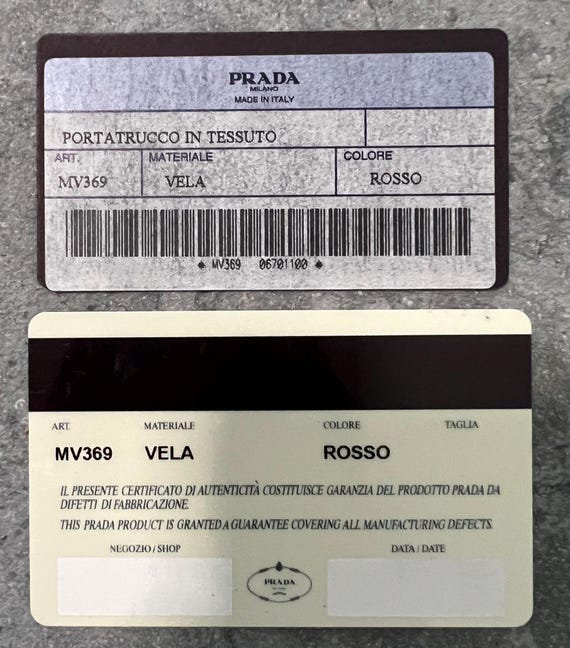 PRADA
MILANO
MADE IN ITALY
PORTATRUCCO IN TESSUTO
ART. MATERIALE COLORE
MV369 VELA ROSSO
♠ MV369 06701100 ♠
ART. MATERIALE COLORE TAGLIA
MV369 VELA ROSSO
IL PRESENTE CERTIFICATO DI AUTENTICITÀ COSTITUISCE GARANZIA DEL PRODOTTO PRADA DA
DIFETTI DI FABBRICAZIONE.
THIS PRADA PRODUCT IS GRANTED A GUARANTEE COVERING ALL MANUFACTURING DEFECTS.
NEGOZIO / SHOP DATA / DATE
PRADA